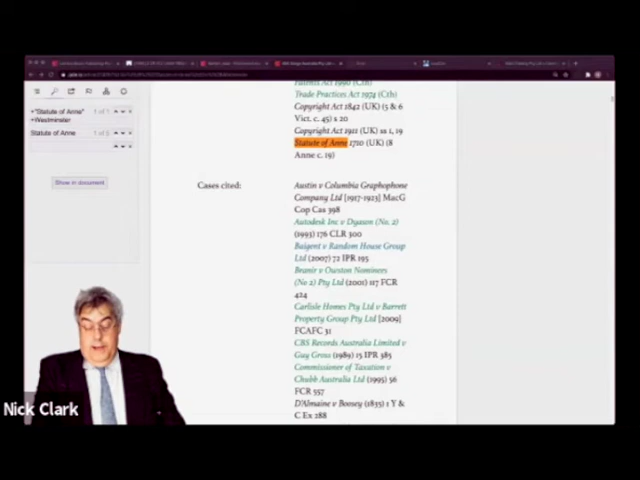 "Statute of Anne"
1 of 1
+Westminster
Statute of Anne
1 of 5
Show in document
Patents Act 1990 (Cth)
Trade Practices Act 1974 (Cth)
Copyright Act 1842 (UK) (5 & 6
Vict. c. 45) s 20
Copyright Act 1911 (UK) ss 1, 19
Statute of Anne 1710 (UK) (8
Anne c. 19)
Cases cited:
Austin v Columbia Graphophone
Company Ltd [1917-1923] MacG
Cop Cas 398
Autodesk Inc v Dyason (No. 2)
(1993) 176 CLR 300
Baigent v Random House Group
Ltd (2007) 72 IPR 195
Branir v Owston Nominees
(No 2) Pty Ltd (2001) 117 FCR
424
Carlisle Homes Pty Ltd v Barrett
Property Group Pty Ltd [2009]
FCAFC 31
CBS Records Australia Limited v
Guy Gross (1989) 15 IPR 385
Commissioner of Taxation v
Chubb Australia Ltd (1995) 56
FCR 557
D'Almaine v Boosey (1835) 1 Y &
C Ex 288
Nick Clark